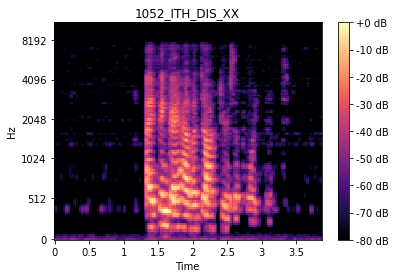 1052_ITH_DIS_XX
8192
4096
2048
1024
512
0
Hz
0
0.5
1
1.5
2
2.5
3
3.5
Time
+0 dB
-10 dB
-20 dB
-30 dB
-40 dB
-50 dB
-60 dB
-70 dB
-80 dB